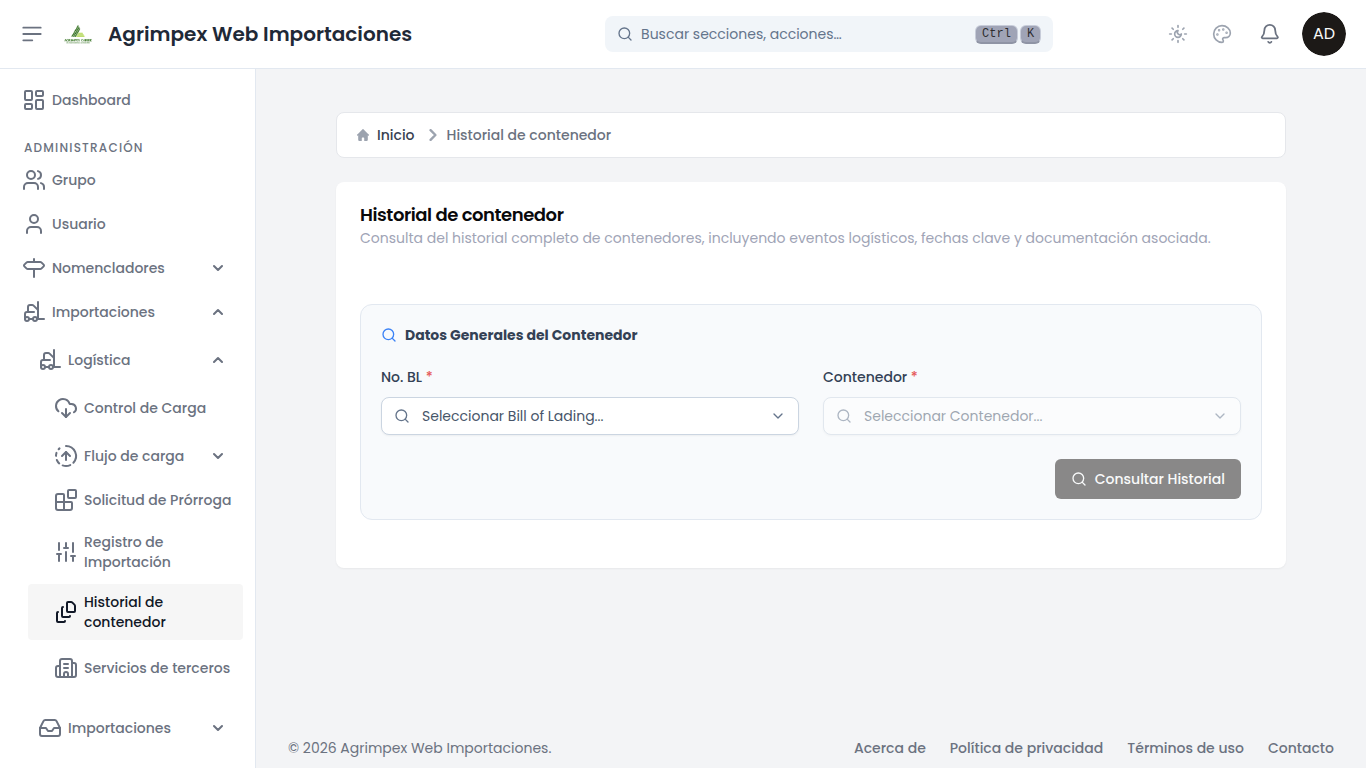 Agrimpex Web Importaciones
Buscar secciones, acciones...
Ctrl K
AD
Dashboard
ADMINISTRACIÓN
Grupo
Usuario
Nomencladores
Importaciones
Logística
Control de Carga
Flujo de carga
Solicitud de Prórroga
Registro de
Importación
Historial de
contenedor
Servicios de terceros
Importaciones
Inicio
Historial de contenedor
Historial de contenedor
Consulta del historial completo de contenedores, incluyendo eventos logísticos, fechas clave y documentación asociada.
Datos Generales del Contenedor
No. BL *
Contenedor *
Seleccionar Bill of Lading...
Seleccionar Contenedor...
Consultar Historial
© 2026 Agrimpex Web Importaciones.
Acerca de
Política de privacidad
Términos de uso
Contacto